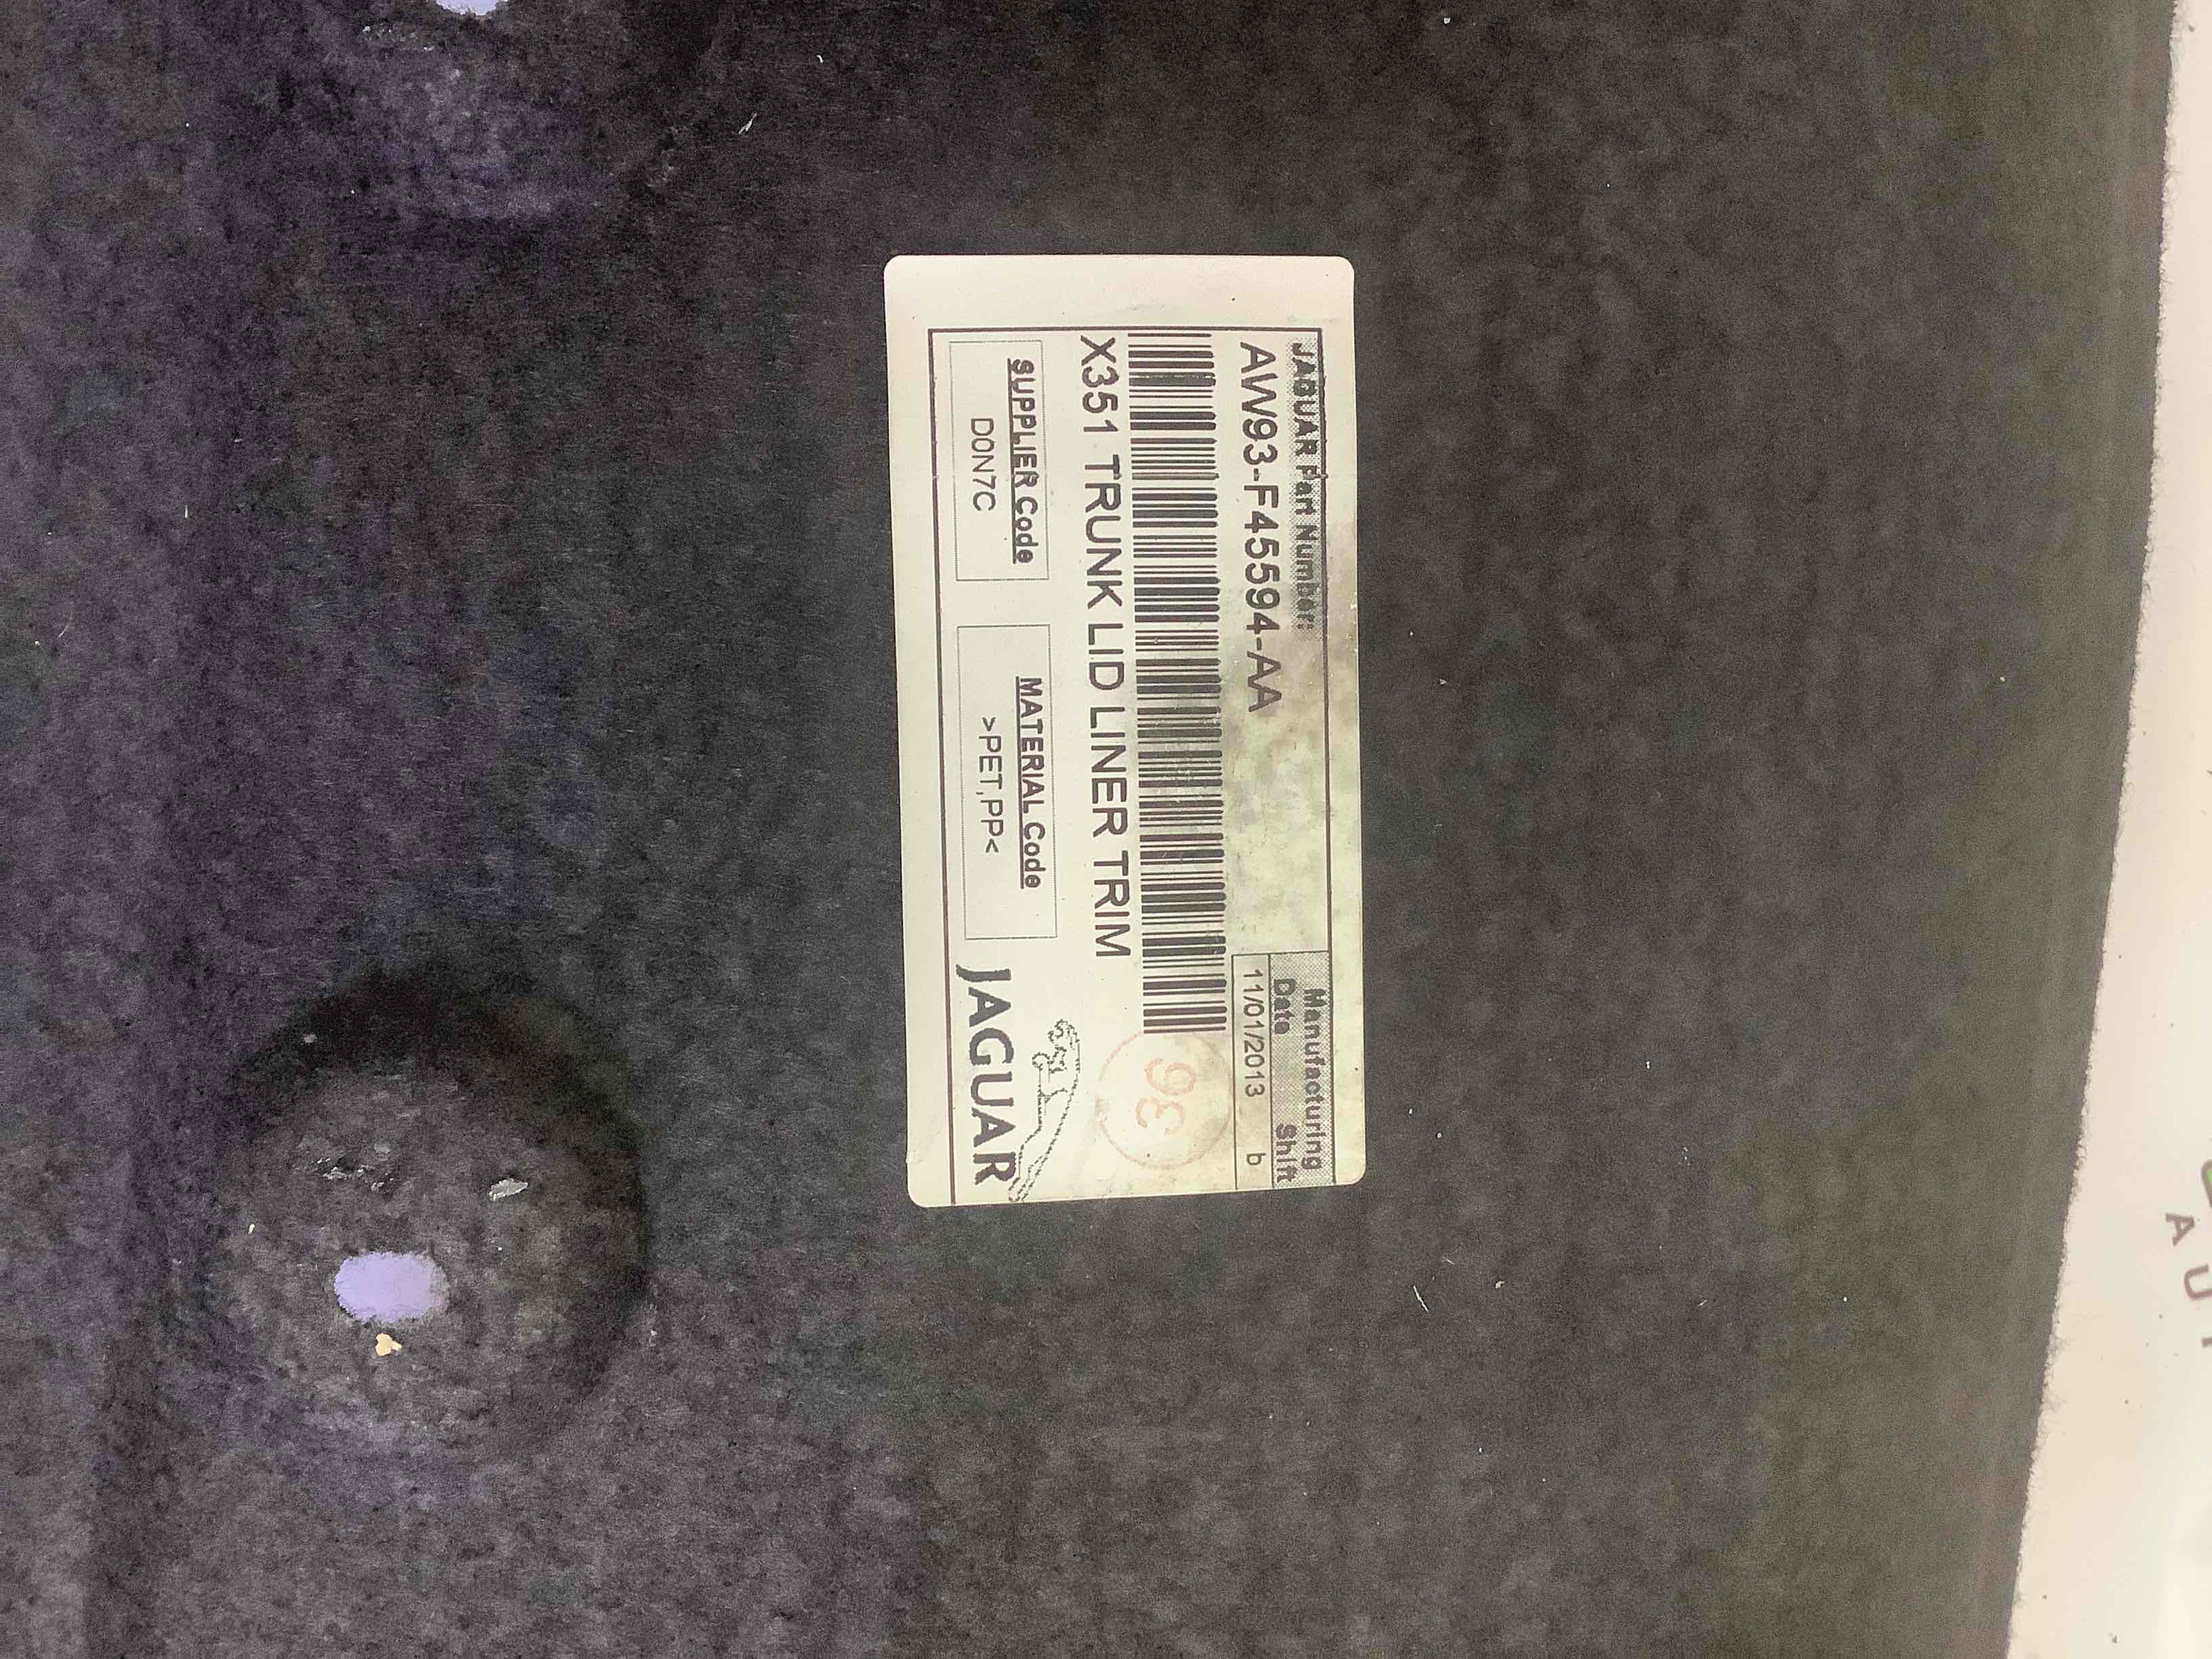 JAGUAR Part Number:
AW93-F45594-AA
Manufacturing
Date Shift
11/01/2013 b
X351 TRUNK LID LINER TRIM
36
SUPPLIER Code
D0N7C
MATERIAL Code
>PET,PP<
JAGUAR